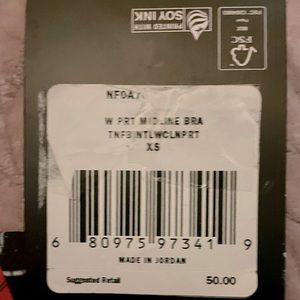 PRINTED WITH
SOY INK
FSC
NF0A7
W PRT MIDLINE BRA
TNFBINTLWCLNPRT
XS
6 80975 97341 9
MADE IN JORDAN
Suggested Retail 50.00